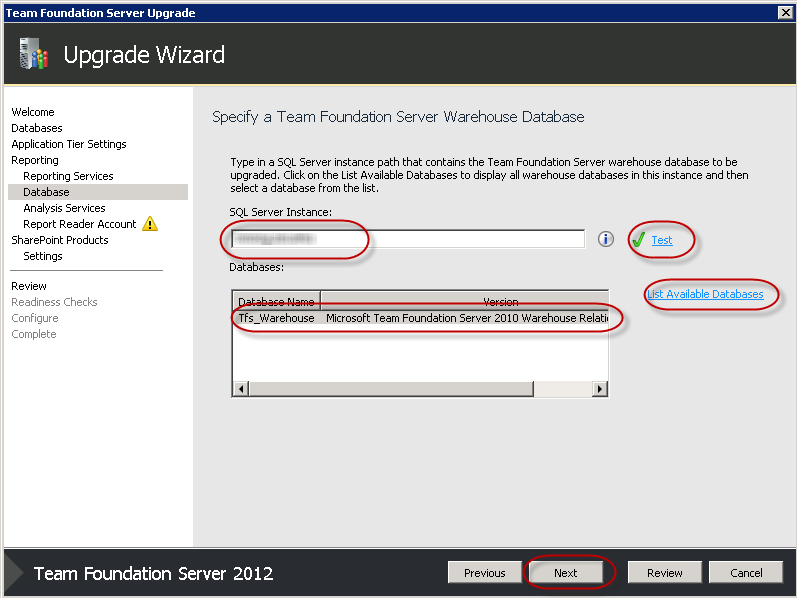 Team Foundation Server Upgrade
Upgrade Wizard
Welcome
Databases
Application Tier Settings
Reporting
Reporting Services
Database
Analysis Services
Report Reader Account
SharePoint Products
Settings
Review
Readiness Checks
Configure
Complete
Specify a Team Foundation Server Warehouse Database
Type in a SQL Server instance path that contains the Team Foundation Server warehouse database to be
upgraded. Click on the List Available Databases to display all warehouse databases in this instance and then
select a database from the list.
SQL Server Instance:
Test
Databases:
List Available Databases
Database Name Version
Tfs_Warehouse Microsoft Team Foundation Server 2010 Warehouse Relati
Team Foundation Server 2012
Previous Next Review Cancel